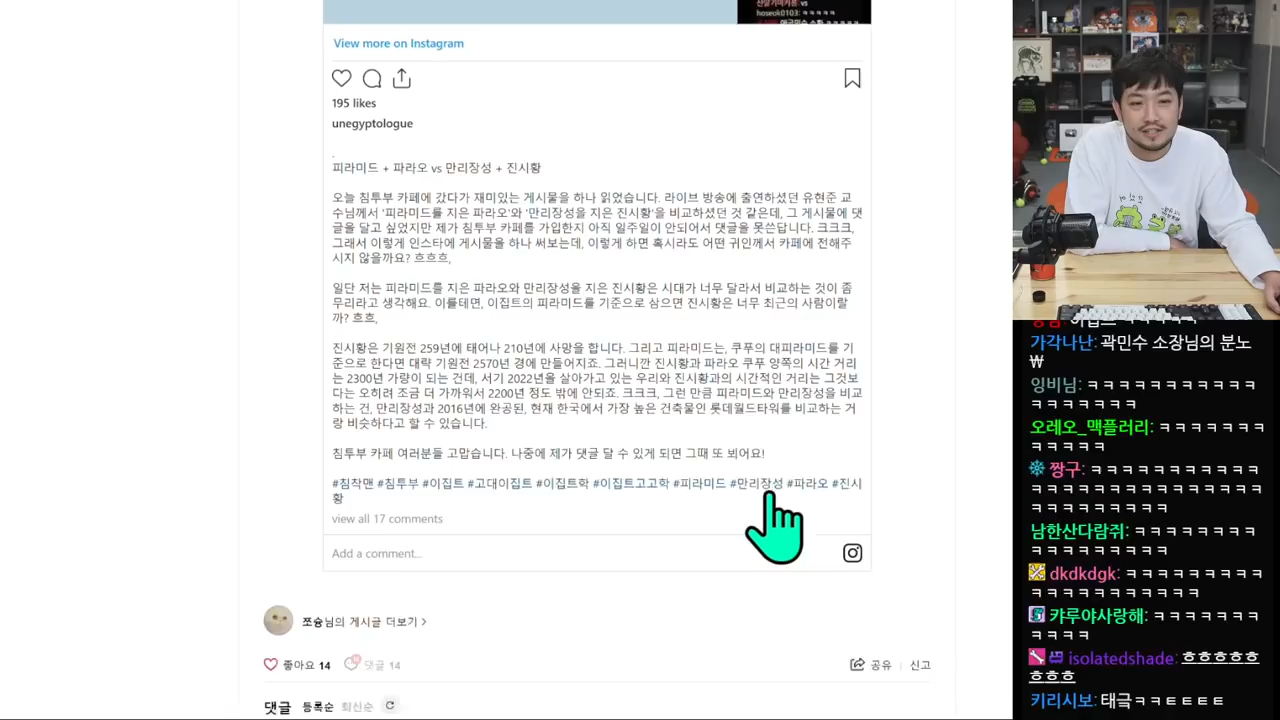 산말기매키롱: vs
hoseok0103: ㅋㅋㅋㅋㅋ
View more on Instagram
195 likes
unegyptologue
.
피라미드 + 파라오 vs 만리장성 + 진시황
오늘 침투부 카페에 갔다가 재미있는 게시물을 하나 읽었습니다. 라이브 방송에 출연하셨던 유현준 교
수님께서 '피라미드를 지은 파라오'와 '만리장성을 지은 진시황'을 비교하셨던 것 같은데, 그 게시물에 댓
글을 달고 싶었지만 제가 침투부 카페를 가입한지 아직 일주일이 안되어서 댓글을 못쓴답니다. 크크크,
그래서 이렇게 인스타에 게시물을 하나 써보는데, 이렇게 하면 혹시라도 어떤 귀인께서 카페에 전해주
시지 않을까요? 흐흐흐,
일단 저는 피라미드를 지은 파라오와 만리장성을 지은 진시황은 시대가 너무 달라서 비교하는 것이 좀
무리라고 생각해요. 이를테면, 이집트의 피라미드를 기준으로 삼으면 진시황은 너무 최근의 사람이랄
까? 흐흐,
진시황은 기원전 259년에 태어나 210년에 사망을 합니다. 그리고 피라미드는, 쿠푸의 대피라미드를 기
준으로 한다면 대략 기원전 2570년 경에 만들어지죠. 그러니깐 진시황과 파라오 쿠푸 양쪽의 시간 거리
는 2300년 가량이 되는 건데, 서기 2022년을 살아가고 있는 우리와 진시황과의 시간적인 거리는 그것보
다는 오히려 조금 더 가까워서 2200년 정도 밖에 안되죠. 크크크, 그런 만큼 피라미드와 만리장성을 비교
하는 건, 만리장성과 2016년에 완공된, 현재 한국에서 가장 높은 건축물인 롯데월드타워를 비교하는 거
랑 비슷하다고 할 수 있습니다.
침투부 카페 여러분들 고맙습니다. 나중에 제가 댓글 달 수 있게 되면 그때 또 뵈어요!
#침착맨 #침투부 #이집트 #고대이집트 #이집트학 #이집트고고학 #피라미드 #만리장성 #파라오 #진시
황
view all 17 comments
Add a comment...
쪼슝님의 게시글 더보기 >
좋아요 14 댓글 14
공유 신고
댓글 등록순 최신순
가각나난: 곽민수 소장님의 분노
₩
잉비님: ㅋㅋㅋㅋㅋㅋㅋㅋㅋㅋㅋ
ㅋㅋㅋㅋㅋㅋㅋ
오레오_맥플러리: ㅋㅋㅋㅋㅋㅋㅋ
ㅋㅋㅋㅋㅋ
짱구: ㅋㅋㅋㅋㅋㅋㅋㅋㅋㅋㅋ
ㅋㅋㅋㅋㅋㅋㅋㅋㅋㅋㅋㅋㅋㅋㅋ
ㅋㅋㅋㅋㅋㅋㅋㅋㅋ
남한산다람쥐: ㅋㅋㅋㅋㅋㅋㅋㅋ
ㅋㅋㅋㅋㅋㅋㅋㅋㅋ
dkdkdgk: ㅋㅋㅋㅋㅋㅋㅋㅋㅋ
ㅋㅋㅋㅋㅋㅋㅋㅋㅋㅋㅋ
캬루야사랑해: ㅋㅋㅋㅋㅋㅋㅋ
ㅋㅋㅋㅋ
isolatedshade: ㅎㅎㅎㅎㅎ
ㅎㅎㅎ
키리시보: 태클ㅋㅋㅌㅌㅌㅌ